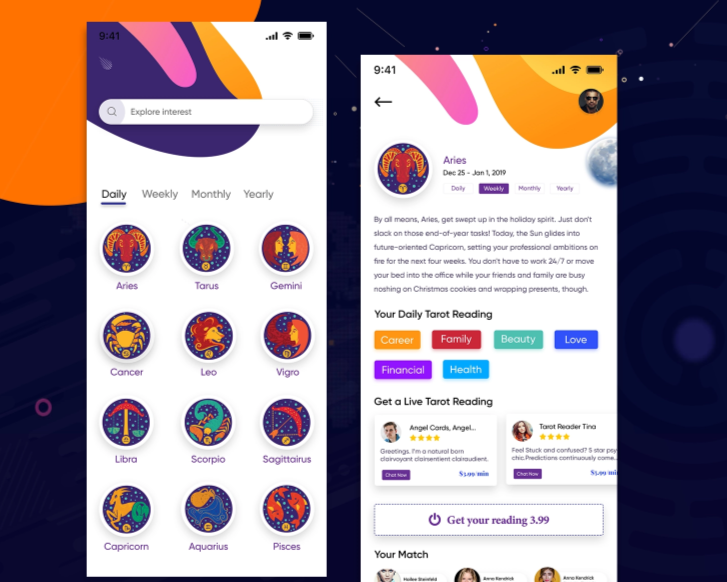 9:41
Explore interest
Daily Weekly Monthly Yearly
Aries Tarus Gemini
Cancer Leo Vigro
Libra Scorpio Sagittairus
Capricorn Aquarius Pisces
9:41
Aries
Dec 25 - Jan 1, 2019
Daily Weekly Monthly Yearly
By all means, Aries, get swept up in the holiday spirit. Just don't
slack on those end-of-year tasks! Today, the Sun glides into
future-oriented Capricorn, setting your professional ambitions on
fire for the next four weeks. You don't have to work 24/7 or move
your bed into the office while your friends and family are busy
noshing on Christmas cookies and wrapping presents, though.
Your Daily Tarot Reading
Career Family Beauty Love
Financial Health
Get a Live Tarot Reading
Angel Cards, Angel...
Greetings. I'm a natural born
clairvoyant clairsentient clairaudient.
Chat Now $3.99/min
Tarot Reader Tina
Feel Stuck and confused? 5 star psy
chic.Predictions continuously come...
Chat Now $5.99/min
Get your reading 3.99
Your Match
Hailee Steinfeld Anna Kendrick Anna Kendrick